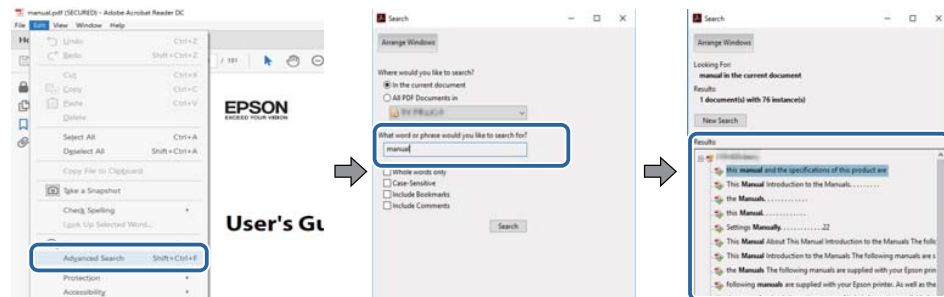 manual.pdf (SECURED) - Adobe Acrobat Reader DC
File Edit View Window Help
Undo Ctrl+Z
Redo Shift+Ctrl+Z
Cut Ctrl+X
Copy Ctrl+C
Paste Ctrl+V
Delete
Select All Ctrl+A
Deselect All Shift+Ctrl+A
Copy File to Clipboard
Take a Snapshot
Check Spelling
Look Up Selected Word...
Advanced Search Shift+Ctrl+F
Protection
Accessibility
/ 191
EPSON
EXCEED YOUR VISION
User's Gu
Search
Arrange Windows
Where would you like to search?
In the current document
All PDF Documents in
What word or phrase would you like to search for?
manual
Whole words only
Case-Sensitive
Include Bookmarks
Include Comments
Search
Search
Arrange Windows
Looking For:
manual in the current document
Results:
1 document(s) with 76 instance(s)
New Search
Results:
this manual and the specifications of this product are
This Manual Introduction to the Manuals.........
the Manuals.............
this Manual.............
Settings Manually.............22
This Manual About This Manual Introduction to the Manuals The follo
This Manual Introduction to the Manuals The following manuals are s
the Manuals The following manuals are supplied with your Epson prin
following manuals are supplied with your Epson printer. As well as the